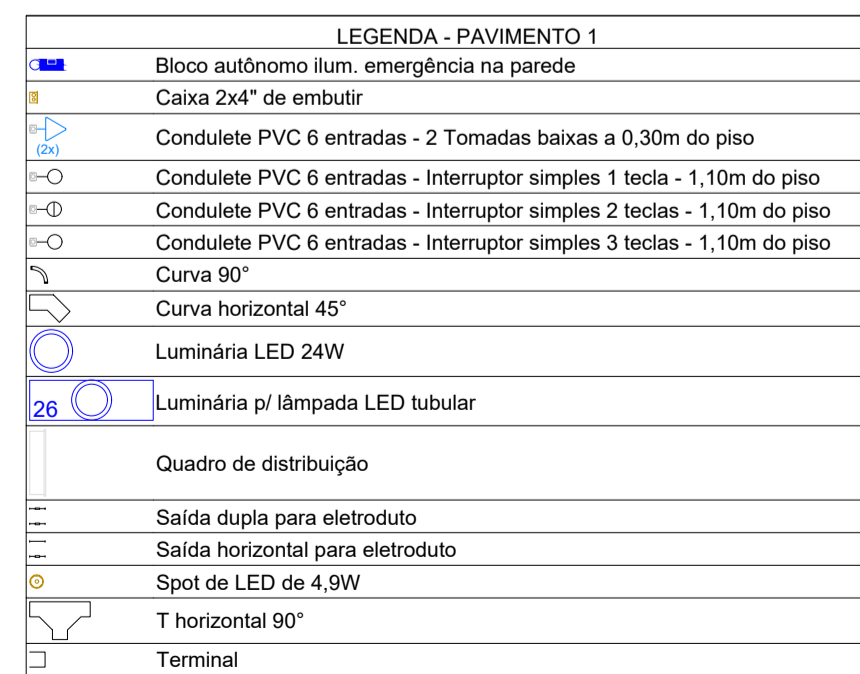 LEGENDA - PAVIMENTO 1
Bloco autônomo ilum. emergência na parede
Caixa 2x4" de embutir
(2x)
Condulete PVC 6 entradas - 2 Tomadas baixas a 0,30m do piso
Condulete PVC 6 entradas - Interruptor simples 1 tecla - 1,10m do piso
Condulete PVC 6 entradas - Interruptor simples 2 teclas - 1,10m do piso
Condulete PVC 6 entradas - Interruptor simples 3 teclas - 1,10m do piso
Curva 90°
Curva horizontal 45°
Luminária LED 24W
26 Luminária p/ lâmpada LED tubular
Quadro de distribuição
Saída dupla para eletroduto
Saída horizontal para eletroduto
Spot de LED de 4,9W
T horizontal 90°
Terminal